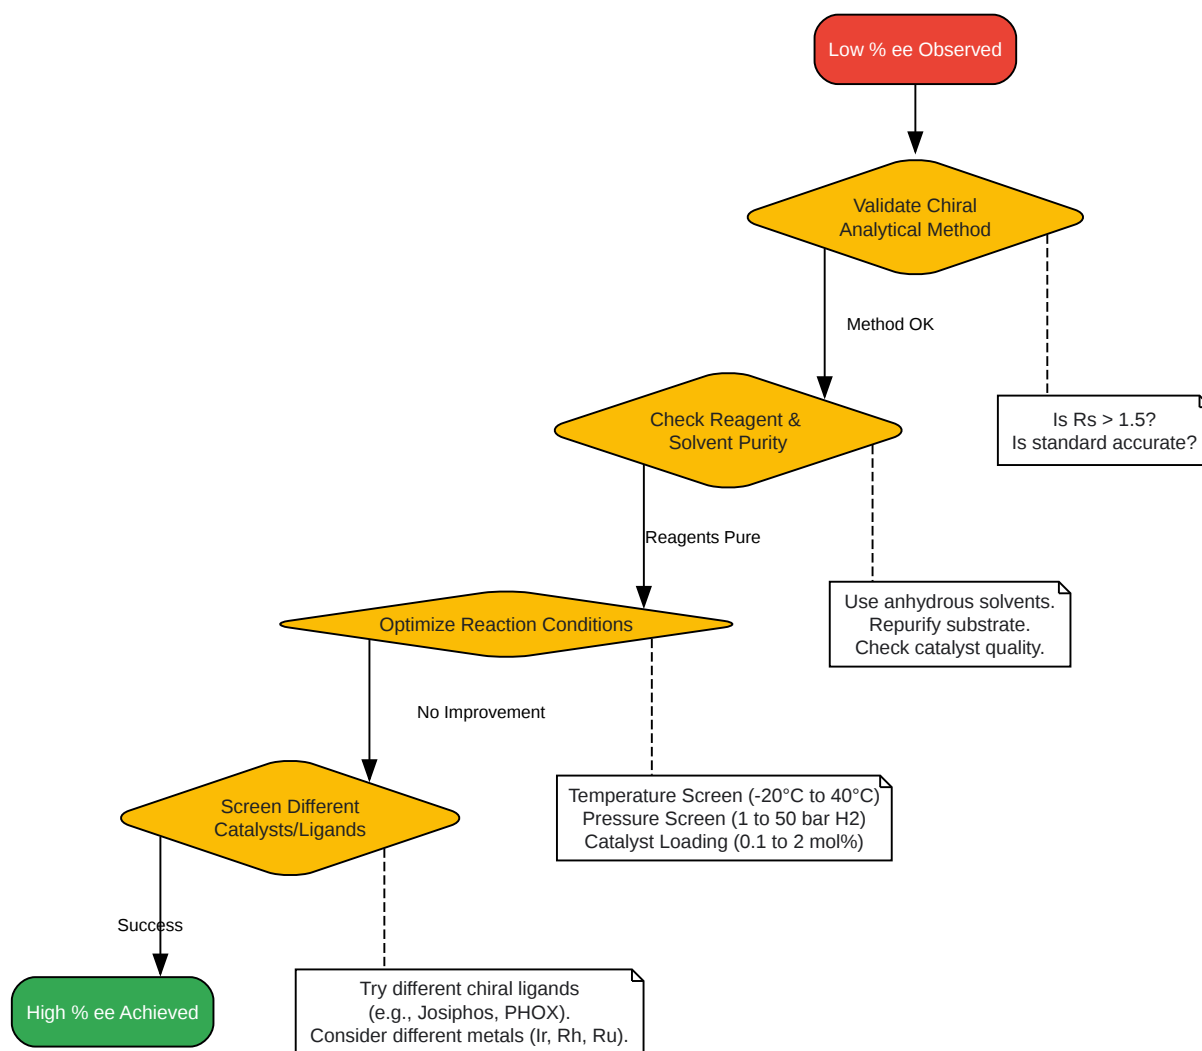 Low % ee Observed
Validate Chiral
Analytical Method
Method OK
Is Rs > 1.5?
Is standard accurate?
Check Reagent &
Solvent Purity
Reagents Pure
Use anhydrous solvents.
Repurify substrate.
Check catalyst quality.
Optimize Reaction Conditions
No Improvement
Temperature Screen (-20°C to 40°C)
Pressure Screen (1 to 50 bar H2)
Catalyst Loading (0.1 to 2 mol%)
Screen Different
Catalysts/Ligands
Success
Try different chiral ligands
(e.g., Josiphos, PHOX).
Consider different metals (Ir, Rh, Ru).
High % ee Achieved